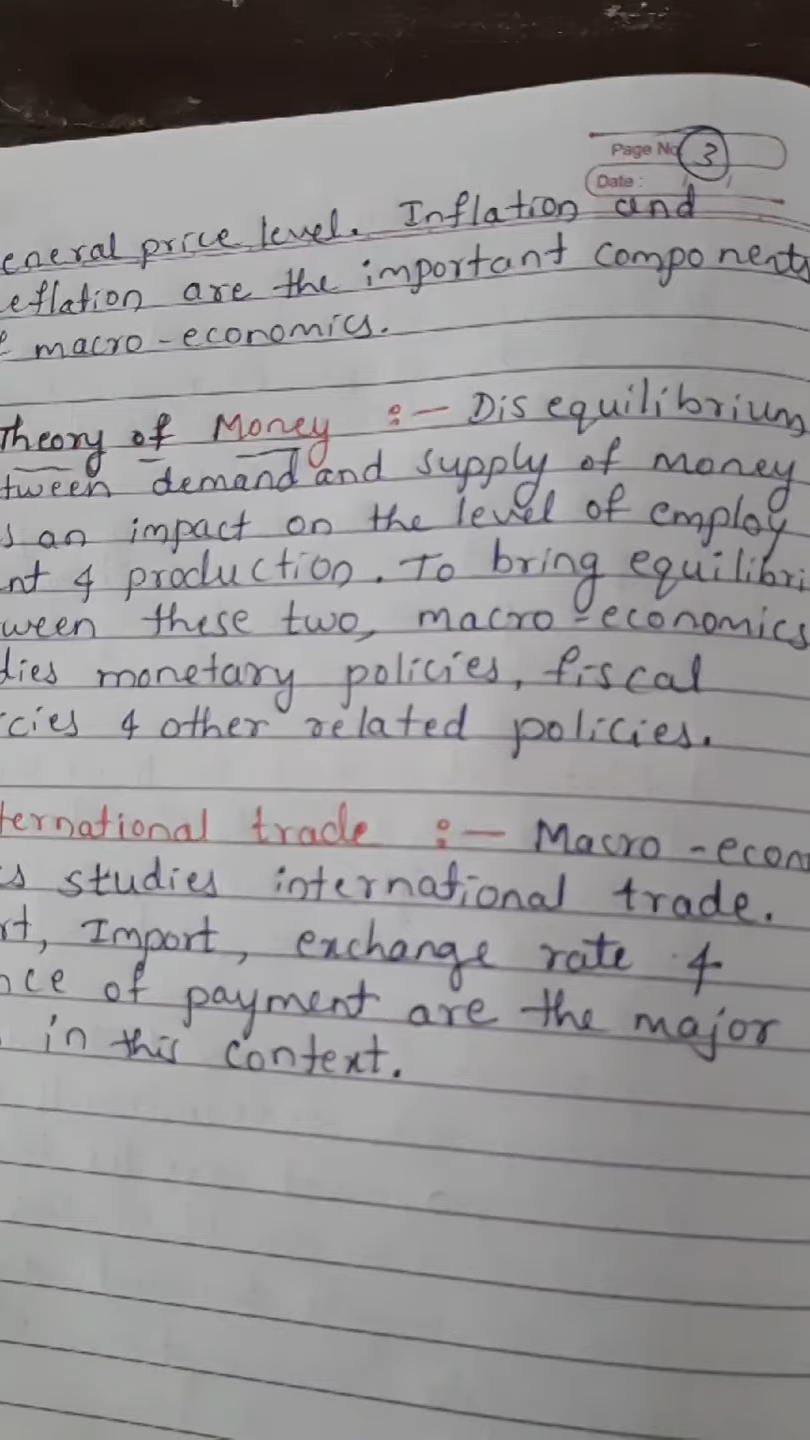 Page No 3
Date :
eneral price level. Inflation and
eflation are the important components
macro-economics.
Theory of Money :- Disequilibrium
tween demand and supply of money
s an impact on the level of employ
nt & production. To bring equilibri
ween these two, macro-economics
dies monetary policies, fiscal
cies & other related policies.
ternational trade :- Macro-econ
s studies international trade.
rt, Import, exchange rate &
nce of payment are the major
in this context.